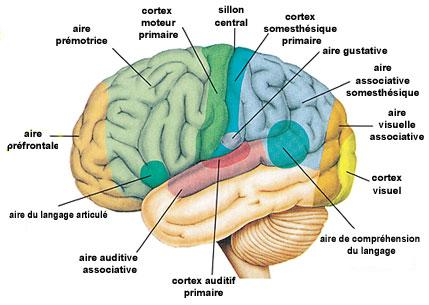 aire
prémotrice
cortex
moteur
primaire
sillon
central
cortex
somesthésique
primaire
aire gustative
aire
associative
somesthésique
aire
visuelle
associative
cortex
visuel
aire de compréhension
du langage
cortex auditif
primaire
aire auditive
associative
aire du langage articulé
aire
préfrontale